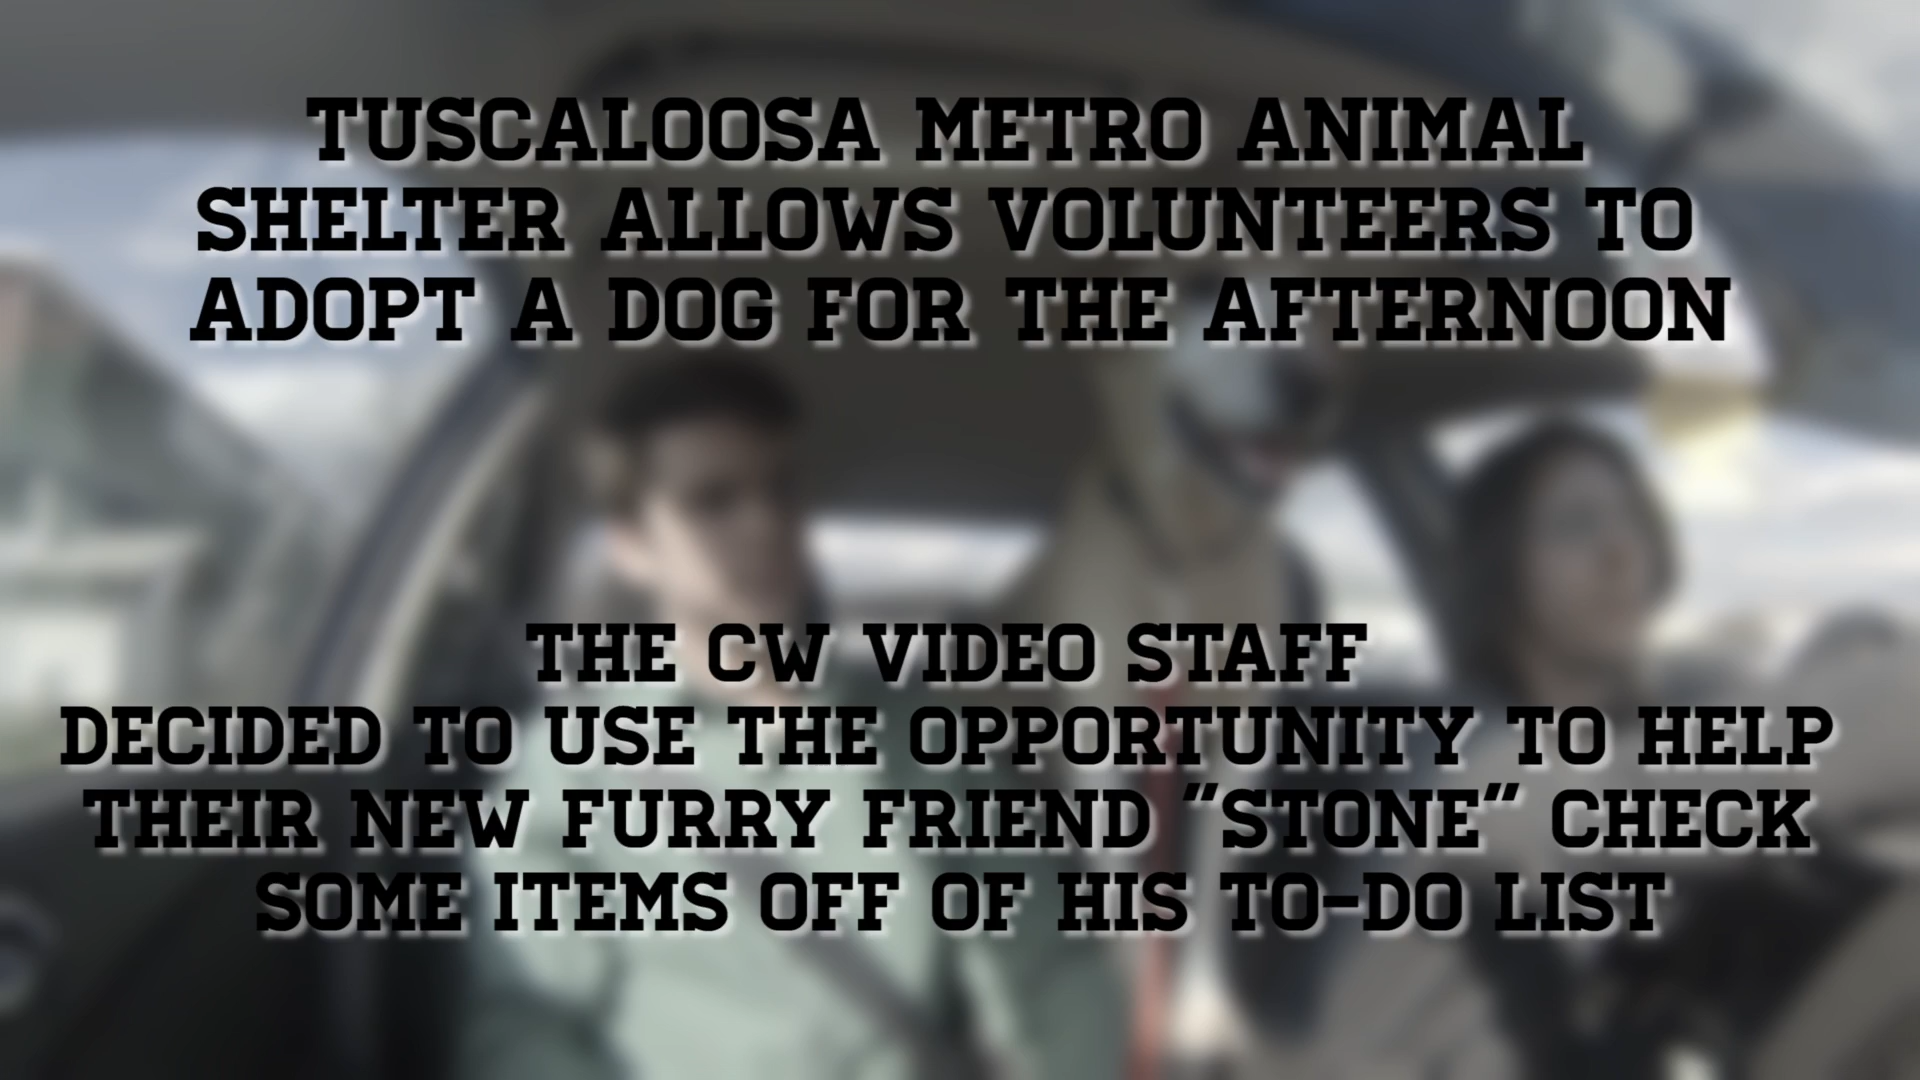 TUSCALOOSA METRO ANIMAL
SHELTER ALLOWS VOLUNTEERS TO
ADOPT A DOG FOR THE AFTERNOON
THE CW VIDEO STAFF
DECIDED TO USE THE OPPORTUNITY TO HELP
THEIR NEW FURRY FRIEND "STONE" CHECK
SOME ITEMS OFF OF HIS TO-DO LIST